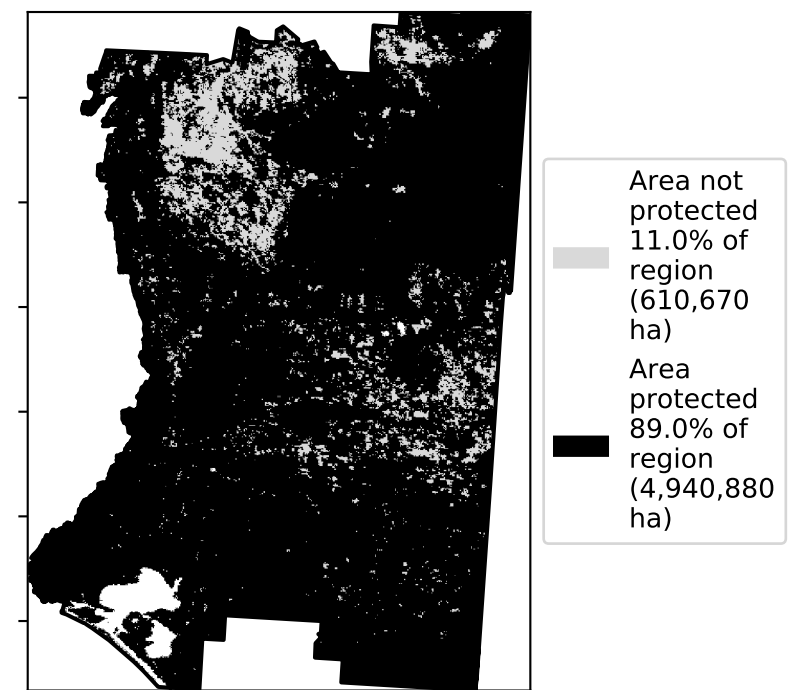 Area not
protected
11.0% of
region
(610,670
ha)
Area
protected
89.0% of
region
(4,940,880
ha)